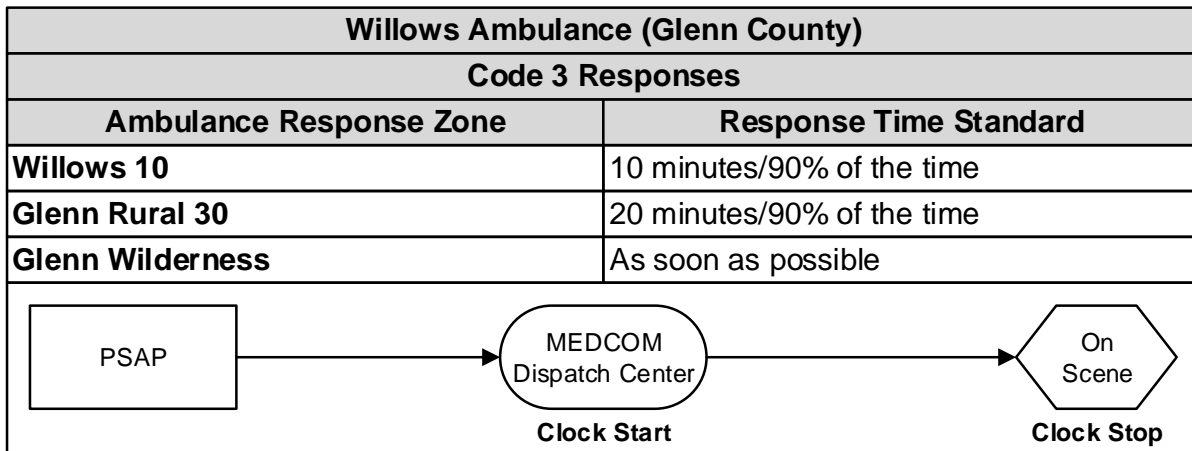 Willows Ambulance (Glenn County)
Code 3 Responses
Ambulance Response Zone
Response Time Standard
Willows 10
10 minutes/90% of the time
Glenn Rural 30
20 minutes/90% of the time
Glenn Wilderness
As soon as possible
PSAP
MEDCOM
Dispatch Center
On
Scene
Clock Start
Clock Stop